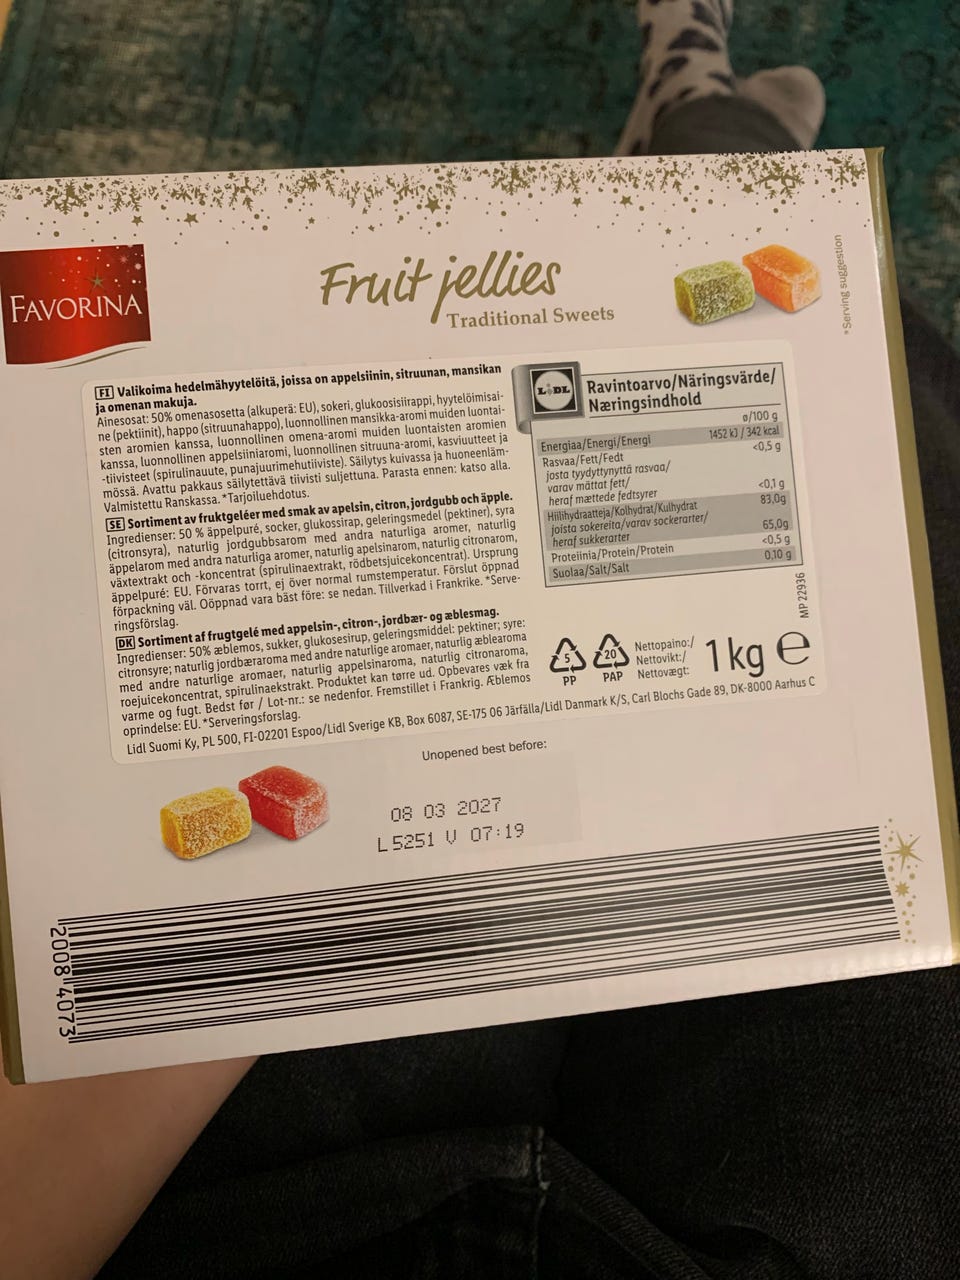 FAVORINA
Fruit jellies
Traditional Sweets
*Serving suggestion
FI Valikoima hedelmähyytelöitä, joissa on appelsiinin, sitruunan, mansikan
ja omenan makuja.
Ainesosat: 50% omenasosetta (alkuperä: EU), sokeri, glukoosisiirappi, hyytelöimisai-
ne (pektiinit), happo (sitruunahappo), luonnollinen mansikka-aromi muiden luontai-
sten aromien kanssa, luonnollinen omena-aromi muiden luontaisten aromien
kanssa, luonnollinen appelsiiniaromi, luonnollinen sitruuna-aromi, kasviuutteet ja
-tiivisteet (spirulinauute, punajuurimehutiiviste). Säilytys kuivassa ja huoneenläm-
mössä. Avattu pakkaus säilytettävä tiivisti suljettuna. Parasta ennen: katso alla.
Valmistettu Ranskassa. *Tarjoiluehdotus.
SE Sortiment av fruktgeléer med smak av apelsin, citron, jordgubb och äpple.
Ingredienser: 50 % äppelpuré, socker, glukossirap, geleringsmedel (pektiner), syra
(citronsyra), naturlig jordgubbsarom med andra naturliga aromer, naturlig
äppelarom med andra naturliga aromer, naturlig apelsinarom, naturlig citronarom,
växtextrakt och -koncentrat (spirulinaextrakt, rödbetsjuicekoncentrat). Ursprung
äppelpuré: EU. Förvaras torrt, ej över normal rumstemperatur. Förslut öppnad
förpackning väl. Oöppnad vara bäst före: se nedan. Tillverkad i Frankrike. *Serve-
ringsförslag.
DK Sortiment af frugtgelé med appelsin-, citron-, jordbær- og æblesmag.
Ingredienser: 50% æblemos, sukker, glukosesirup, geleringsmiddel: pektiner; syre:
citronsyre; naturlig jordbæraroma med andre naturlige aromaer, naturlig æblearoma
med andre naturlige aromaer, naturlig appelsinaroma, naturlig citronaroma,
roejuicekoncentrat, spirulinaekstrakt. Produktet kan tørre ud. Opbevares væk fra
varme og fugt. Bedst før / Lot-nr.: se nedenfor. Fremstillet i Frankrig. Æblemos
oprindelse: EU. *Serveringsforslag.
Lidl Suomi Ky, PL 500, FI-02201 Espoo/Lidl Sverige KB, Box 6087, SE-175 06 Järfälla/Lidl Danmark K/S, Carl Blochs Gade 89, DK-8000 Aarhus C
LIDL
Ravintoarvo/Näringsvärde/
Næringsindhold
ø/100 g
Energiaa/Energi/Energi 1452 kJ / 342 kcal
Rasvaa/Fett/Fedt <0,5 g
josta tyydyttynyttä rasvaa/
varav mättat fett/
heraf mættede fedtsyrer <0,1 g
Hiilihydraatteja/Kolhydrat/Kulhydrat 83,0g
joista sokereita/varav sockerarter/
heraf sukkerarter 65,0g
Proteiinia/Protein/Protein <0,5 g
Suolaa/Salt/Salt 0,10 g
MP 22936
5
PP
20
PAP
Nettopaino:/
Nettovikt:/
Nettovægt:
1 kg e
Unopened best before:
08 03 2027
L5251 V 07:19
2008 4073